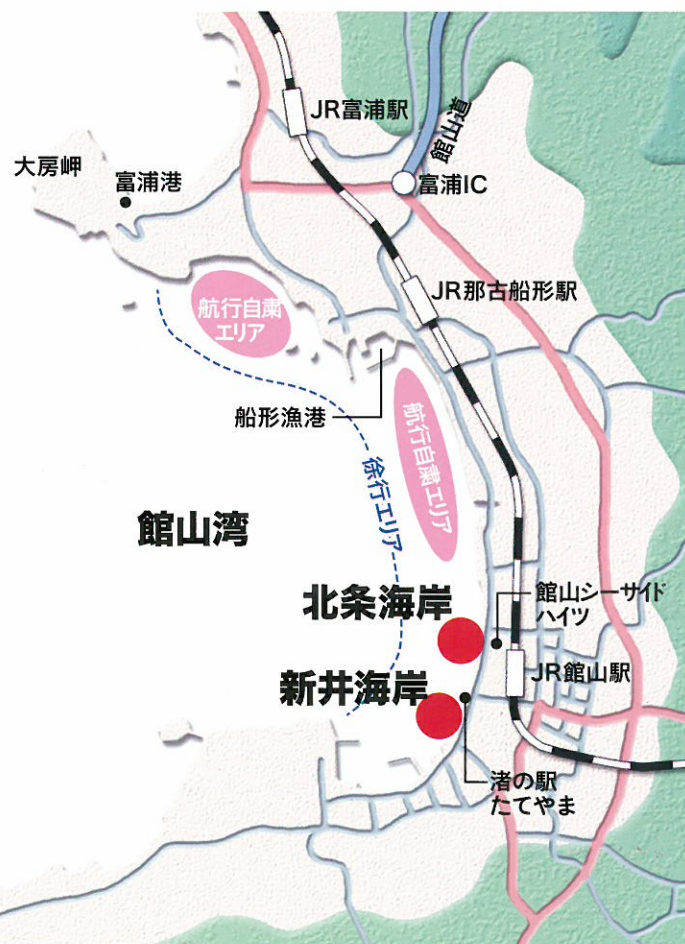 JR富浦駅
館山道
大房岬
富浦港
富浦IC
JR那古船形駅
航行自粛
エリア
船形漁港
航行自粛エリア
徐行エリア
館山湾
北条海岸
館山シーサイド
ハイツ
JR館山駅
新井海岸
渚の駅
たてやま